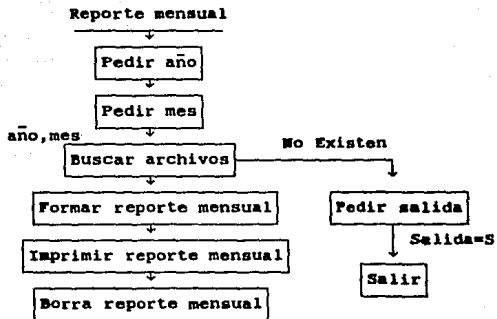 Reporte mensual
Pedir año
Pedir mes
año,mes
Buscar archivos
No Existen
Formar reporte mensual
Pedir salida
Salida=S
Imprimir reporte mensual
Salir
Borra reporte mensual